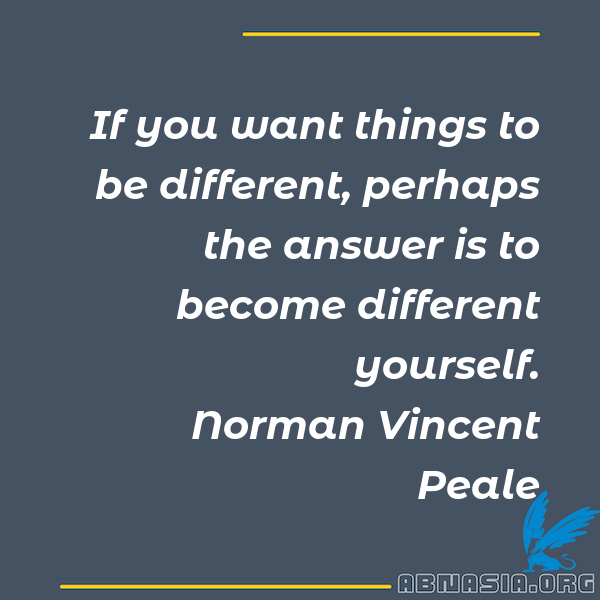 If you want things to
be different, perhaps
the answer is to
become different
yourself.
Norman Vincent
Peale
ABNASIA.ORG